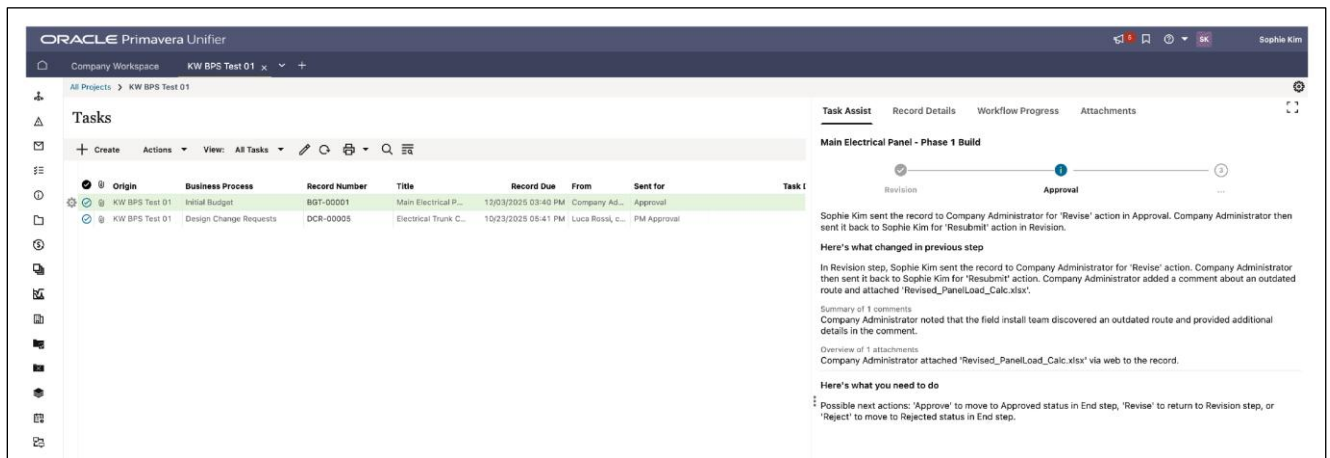 ORACLE Primavera Unifier
5
SK
Sophie Kim
Company Workspace
KW BPS Test 01 x
+
All Projects > KW BPS Test 01
Tasks
+ Create Actions View: All Tasks
Origin Business Process Record Number Title Record Due From Sent for Task D
KW BPS Test 01 Initial Budget BGT-00001 Main Electrical P... 12/03/2025 03:40 PM Company Ad... Approval
KW BPS Test 01 Design Change Requests DCR-00005 Electrical Trunk C... 10/23/2025 05:41 PM Luca Rossi, c... PM Approval
Task Assist Record Details Workflow Progress Attachments
Main Electrical Panel - Phase 1 Build
3
Revision Approval ...
Sophie Kim sent the record to Company Administrator for 'Revise' action in Approval. Company Administrator then
sent it back to Sophie Kim for 'Resubmit' action in Revision.
Here's what changed in previous step
In Revision step, Sophie Kim sent the record to Company Administrator for 'Revise' action. Company Administrator
then sent it back to Sophie Kim for 'Resubmit' action. Company Administrator added a comment about an outdated
route and attached 'Revised_PanelLoad_Calc.xlsx'.
Summary of 1 comments
Company Administrator noted that the field install team discovered an outdated route and provided additional
details in the comment.
Overview of 1 attachments
Company Administrator attached 'Revised_PanelLoad_Calc.xlsx' via web to the record.
Here's what you need to do
Possible next actions: 'Approve' to move to Approved status in End step, 'Revise' to return to Revision step, or
'Reject' to move to Rejected status in End step.